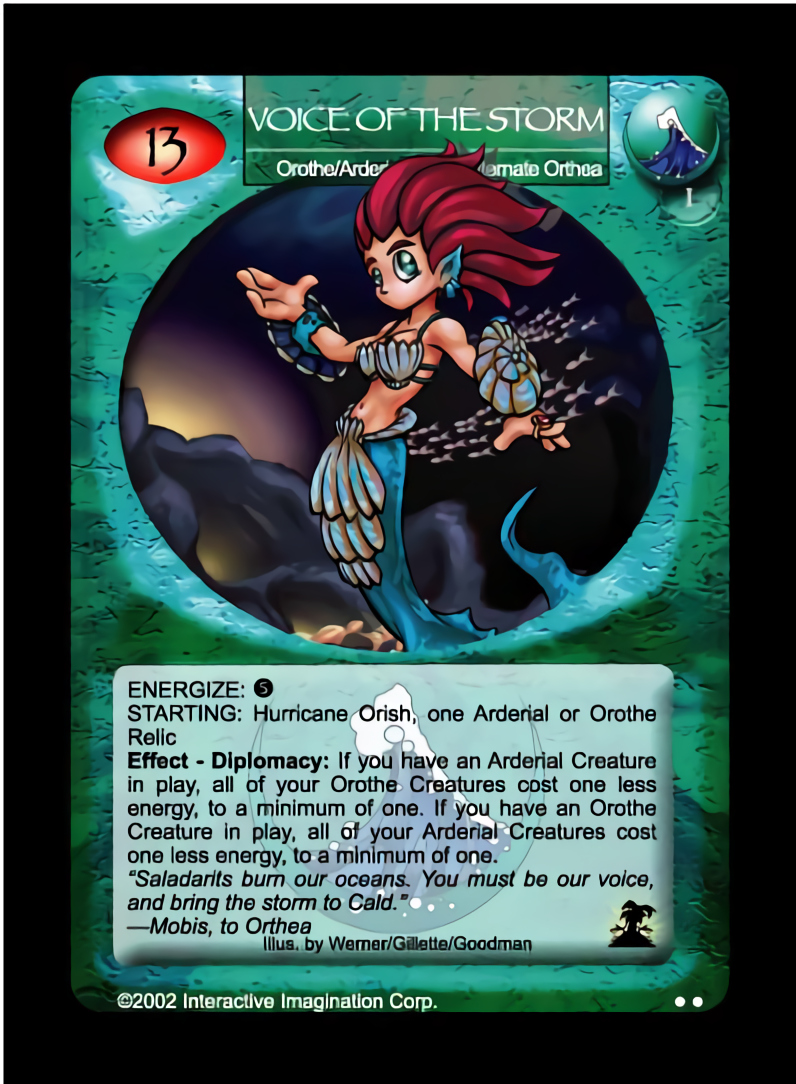 13
VOICE OF THE STORM
Orothe/Arderi
ternate Orthea
1
ENERGIZE: 5
STARTING: Hurricane Orish, one Arderial or Orothe
Relic
Effect - Diplomacy: If you have an Arderial Creature
in play, all of your Orothe Creatures cost one less
energy, to a minimum of one. If you have an Orothe
Creature in play, all of your Arderial Creatures cost
one less energy, to a minimum of one.
“Saladarits burn our oceans. You must be our voice,
and bring the storm to Cald.”
—Mobis, to Orthea
Illus. by Werner/Gillette/Goodman
©2002 Interactive Imagination Corp.